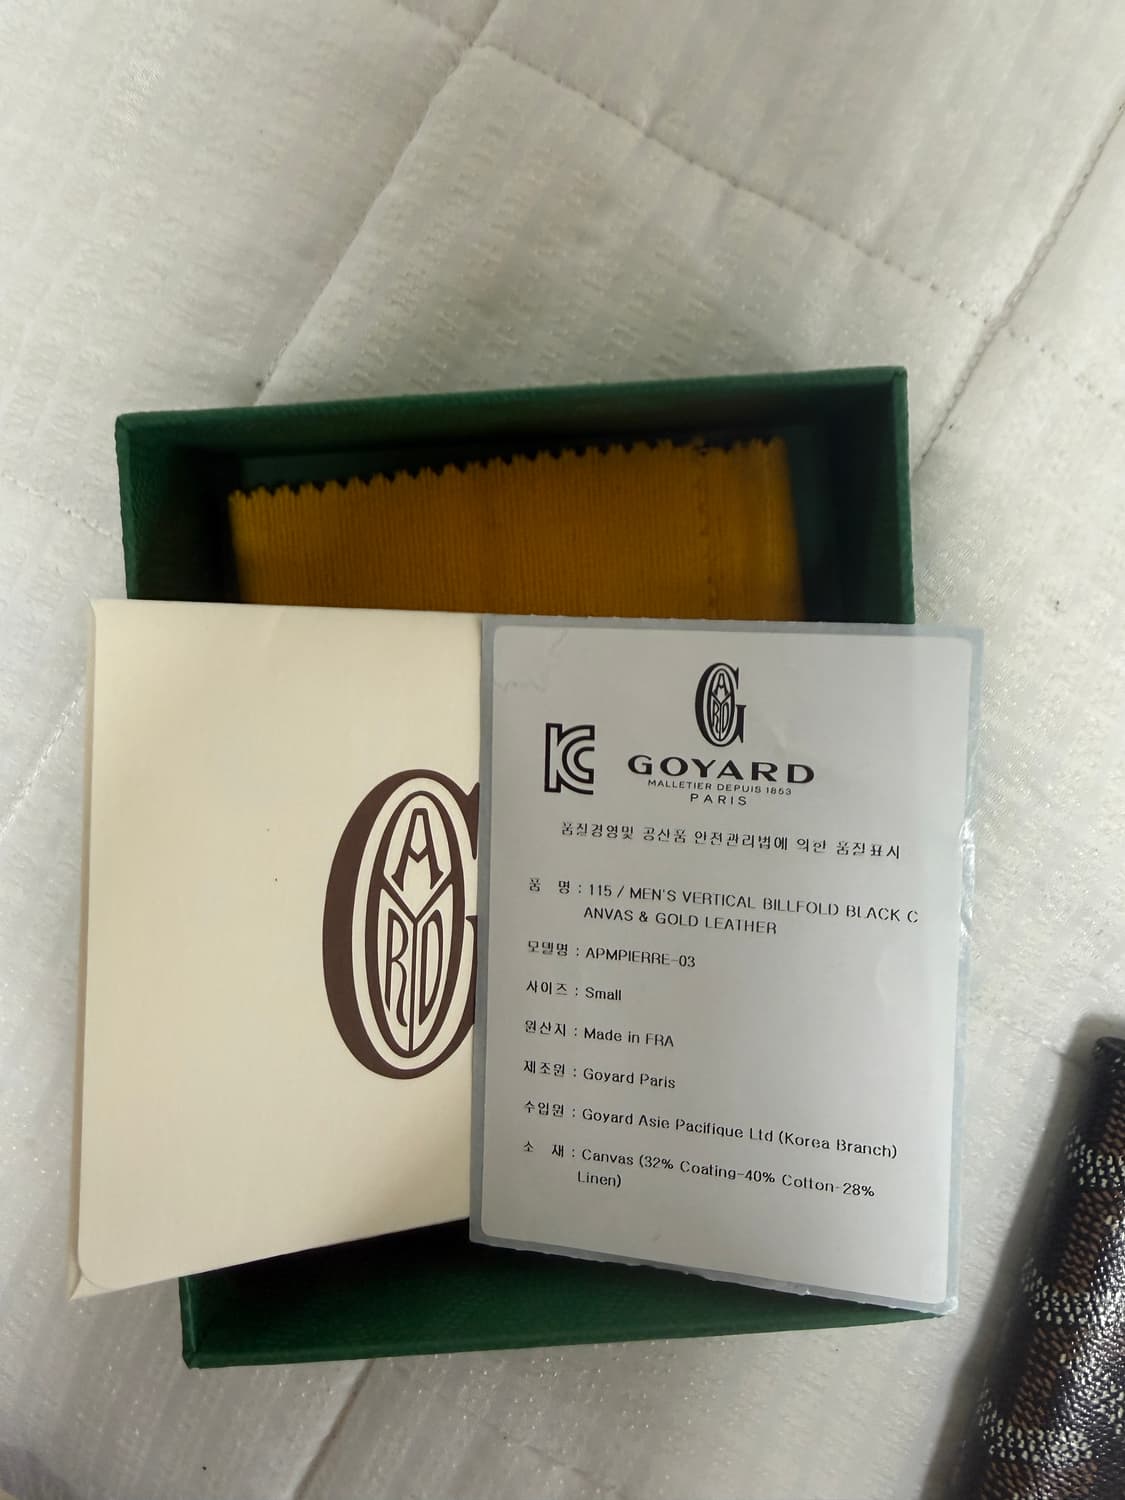 GOYARD
GOYARD
GOYARD
MALLETIER DEPUIS 1853
PARIS
품질경영및 공산품 안전관리법에 의한 품질표시
품 명 : 115 / MEN'S VERTICAL BILLFOLD BLACK C
ANVAS & GOLD LEATHER
모델명 : APMPIERRE-03
사이즈 : Small
원산지 : Made in FRA
제조원 : Goyard Paris
수입원 : Goyard Asie Pacifique Ltd (Korea Branch)
소 재 : Canvas (32% Coating-40% Cotton-28%
Linen)